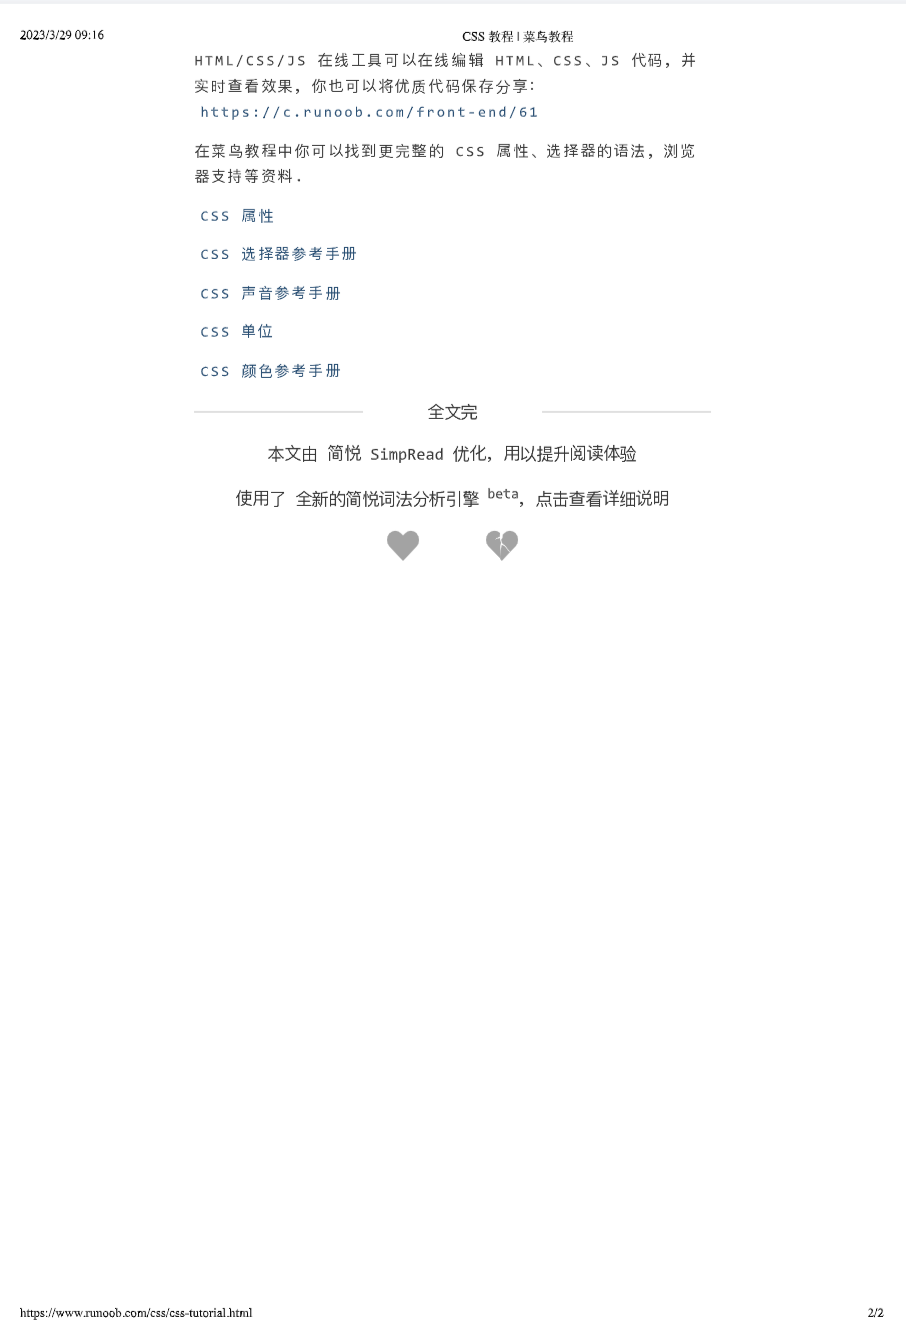 2023/3/29 09:16
CSS 教程 | 菜鸟教程
HTML/CSS/JS 在线工具可以在线编辑 HTML、CSS、JS 代码，并
实时查看效果，你也可以将优质代码保存分享：
https://c.runoob.com/front-end/61
在菜鸟教程中你可以找到更完整的 CSS 属性、选择器的语法，浏览
器支持等资料.
CSS 属性
CSS 选择器参考手册
CSS 声音参考手册
CSS 单位
CSS 颜色参考手册
全文完
本文由 简悦 SimpRead 优化，用以提升阅读体验
使用了 全新的简悦词法分析引擎 beta，点击查看详细说明
https://www.runoob.com/css/css-tutorial.html
2/2